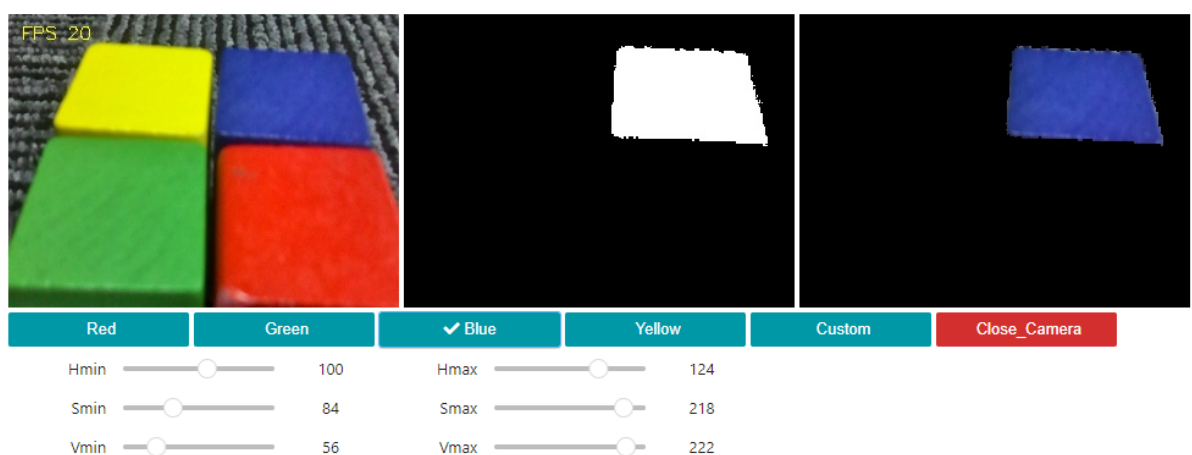 FPS 20
Red Green Blue Yellow Custom Close_Camera
Hmin 100 Hmax 124
Smin 84 Smax 218
Vmin 56 Vmax 222